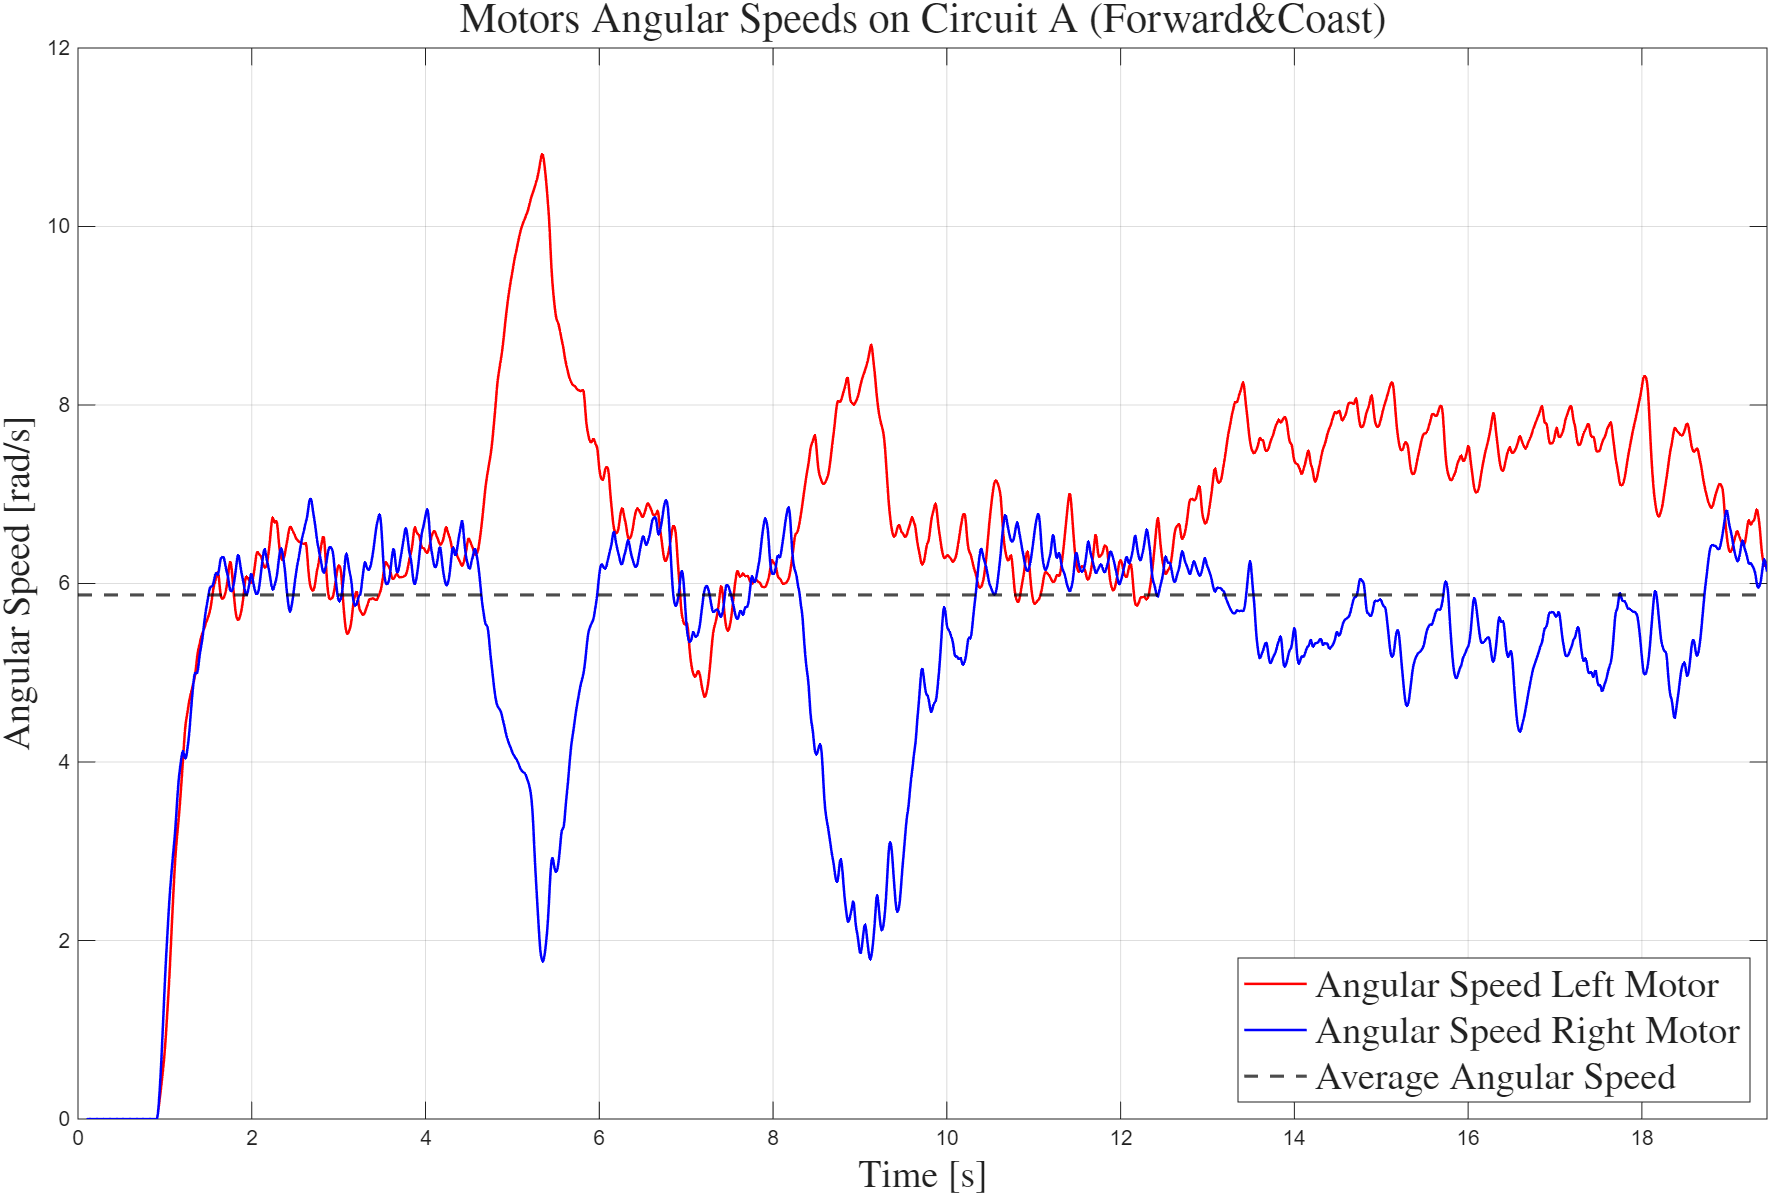 Motors Angular Speeds on Circuit A (Forward&Coast)
12
10
8
6
4
2
0
Angular Speed [rad/s]
0 2 4 6 8 10 12 14 16 18
Time [s]
Angular Speed Left Motor
Angular Speed Right Motor
Average Angular Speed